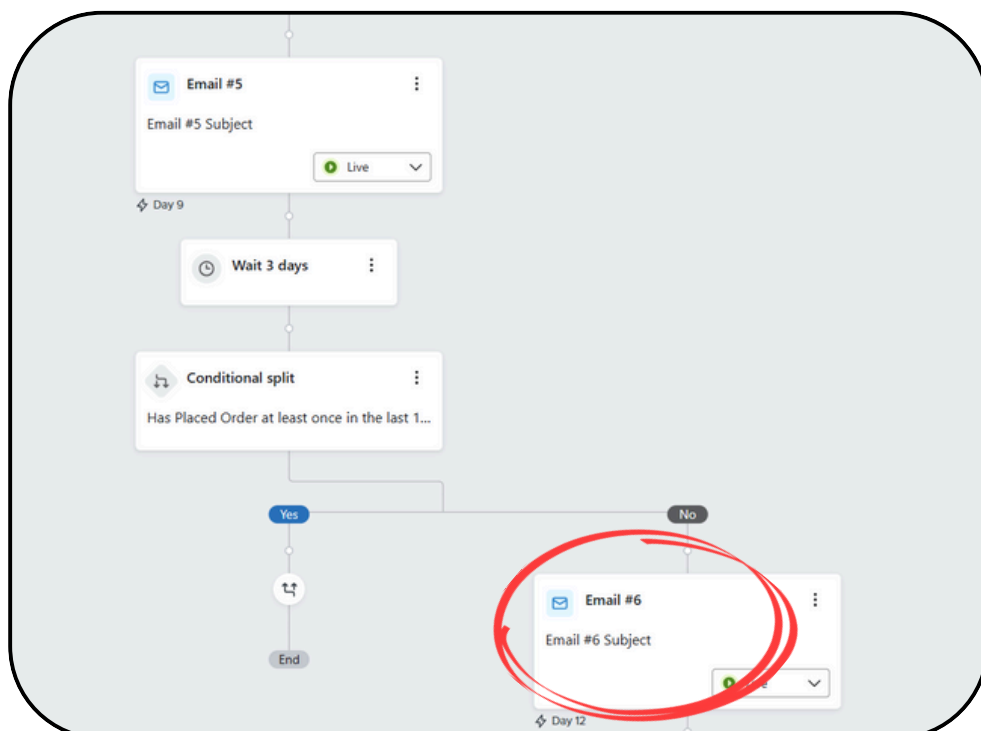 Email #5
Email #5 Subject
Live
Day 9
Wait 3 days
Conditional split
Has Placed Order at least once in the last 1...
Yes
No
End
Email #6
Email #6 Subject
Day 12